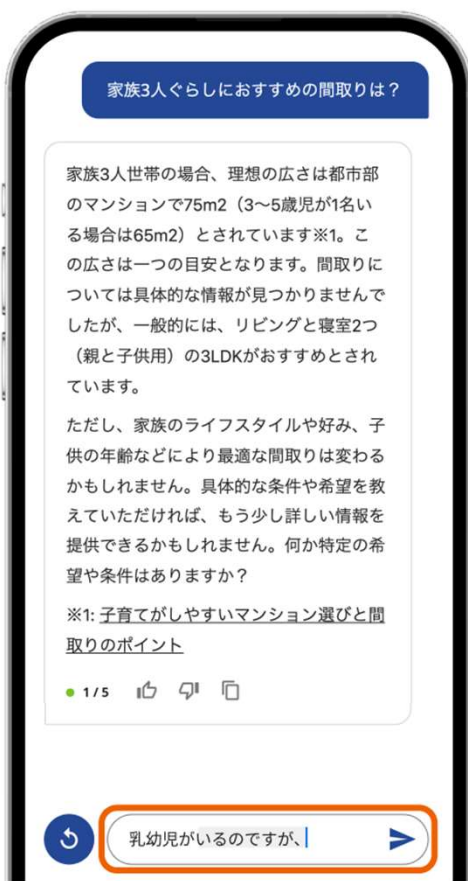 家族3人ぐらしにおすすめの間取りは？
家族3人世帯の場合、理想の広さは都市部
のマンションで75m2（3〜5歳児が1名い
る場合は65m2）とされています※1。こ
の広さは一つの目安となります。間取りに
ついては具体的な情報が見つかりませんで
したが、一般的には、リビングと寝室2つ
（親と子供用）の3LDKがおすすめとされ
ています。
ただし、家族のライフスタイルや好み、子
供の年齢などにより最適な間取りは変わる
かもしれません。具体的な条件や希望を教
えていただければ、もう少し詳しい情報を
提供できるかもしれません。何か特定の希
望や条件はありますか？
※1: 子育てがしやすいマンション選びと間
取りのポイント
1/5
乳幼児がいるのですが、